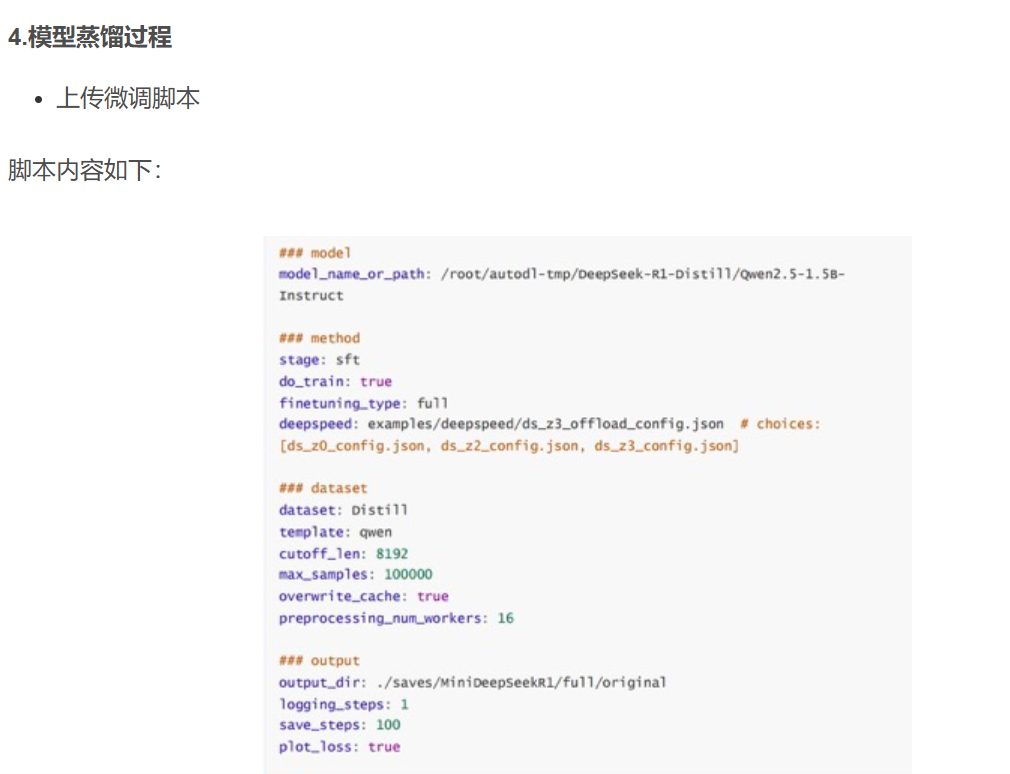 4.模型蒸馏过程
上传微调脚本
脚本内容如下：
### model
model_name_or_path: /root/autodl-tmp/DeepSeek-R1-Distill/Qwen2.5-1.5B-
Instruct
### method
stage: sft
do_train: true
finetuning_type: full
deepspeed: examples/deepspeed/ds_z3_offload_config.json  # choices:
[ds_z0_config.json, ds_z2_config.json, ds_z3_config.json]
### dataset
dataset: Distill
template: qwen
cutoff_len: 8192
max_samples: 100000
overwrite_cache: true
preprocessing_num_workers: 16
### output
output_dir: ./saves/MiniDeepSeekR1/full/original
logging_steps: 1
save_steps: 100
plot_loss: true